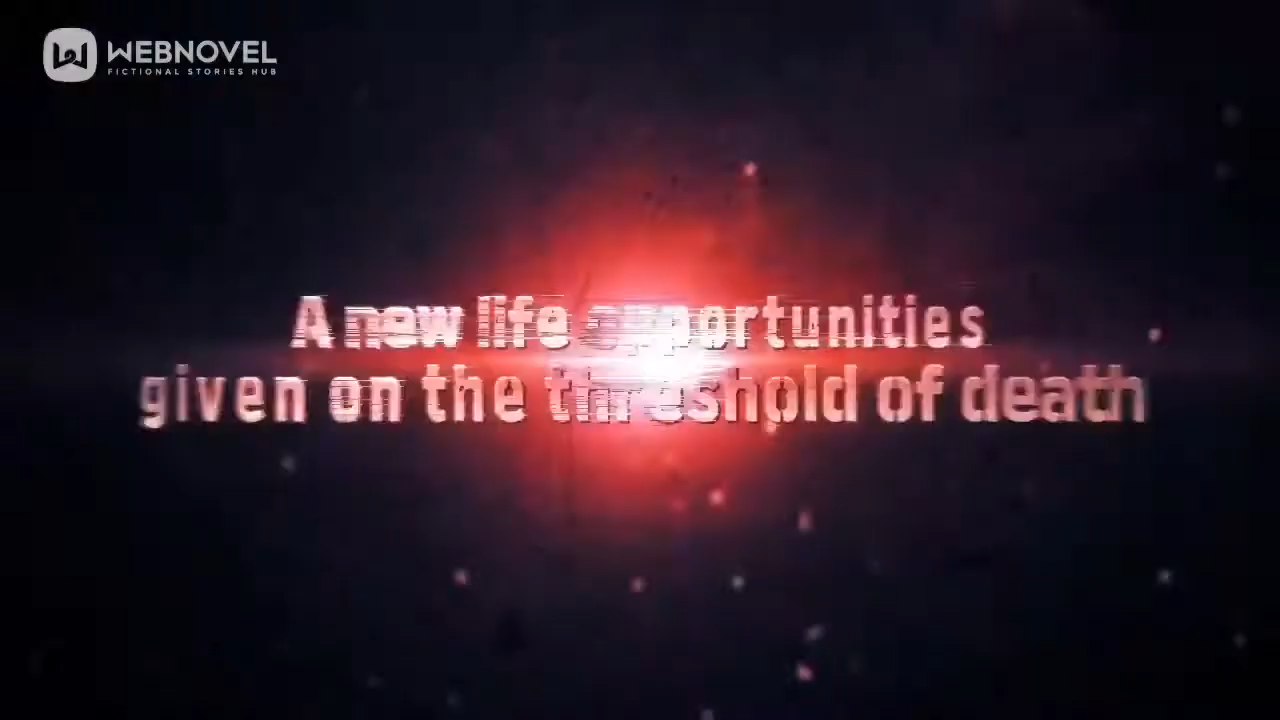 WEBNOVEL
FICTIONAL STORIES HUB
A new life opportunities
given on the threshold of death